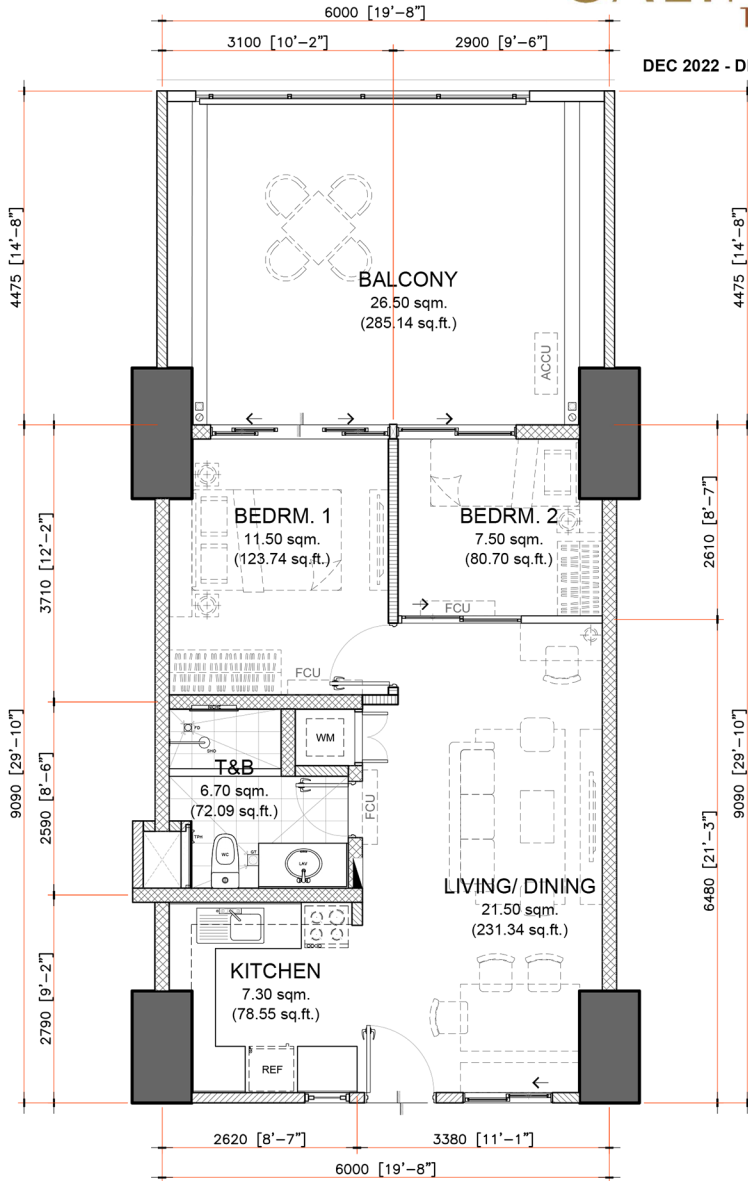 6000 [19'-8"]
3100 [10'-2"]
2900 [9'-6"]
DEC 2022 - D
4475 [14'-8"]
4475 [14'-8"]
BALCONY
26.50 sqm.
(285.14 sq.ft.)
ACCU
BEDRM. 1
11.50 sqm.
(123.74 sq.ft.)
BEDRM. 2
7.50 sqm.
(80.70 sq.ft.)
3710 [12'-2"]
2610 [8'-7"]
FCU
FCU
WM
FD
SHO
T&B
6.70 sqm.
(72.09 sq.ft.)
FCU
TPH
WC
GT
LAV
9090 [29'-10"]
2590 [8'-6"]
9090 [29'-10"]
6480 [21'-3"]
LIVING/ DINING
21.50 sqm.
(231.34 sq.ft.)
KITCHEN
7.30 sqm.
(78.55 sq.ft.)
2790 [9'-2"]
REF
2620 [8'-7"]
3380 [11'-1"]
6000 [19'-8"]